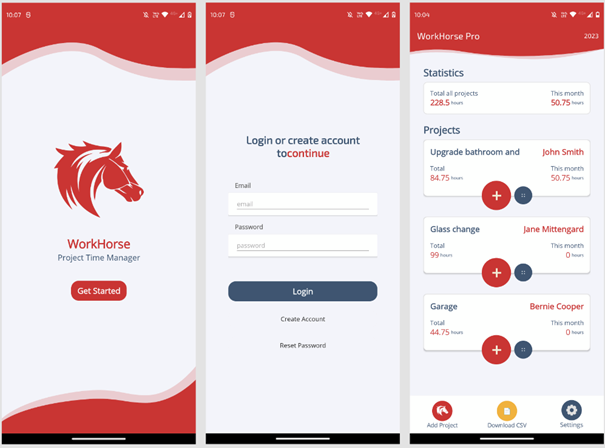 10:07
WorkHorse
Project Time Manager
Get Started
10:07
Login or create account
tocontinue
Email
email
Password
password
Login
Create Account
Reset Password
10:04
WorkHorse Pro
2023
Statistics
Total all projects
This month
228.5 hours
50.75 hours
Projects
Upgrade bathroom and
John Smith
Total
This month
84.75 hours
50.75 hours
+
Glass change
Jane Mittengard
Total
This month
99 hours
0 hours
+
Garage
Bernie Cooper
Total
This month
44.75 hours
0 hours
+
Add Project
Download CSV
Settings